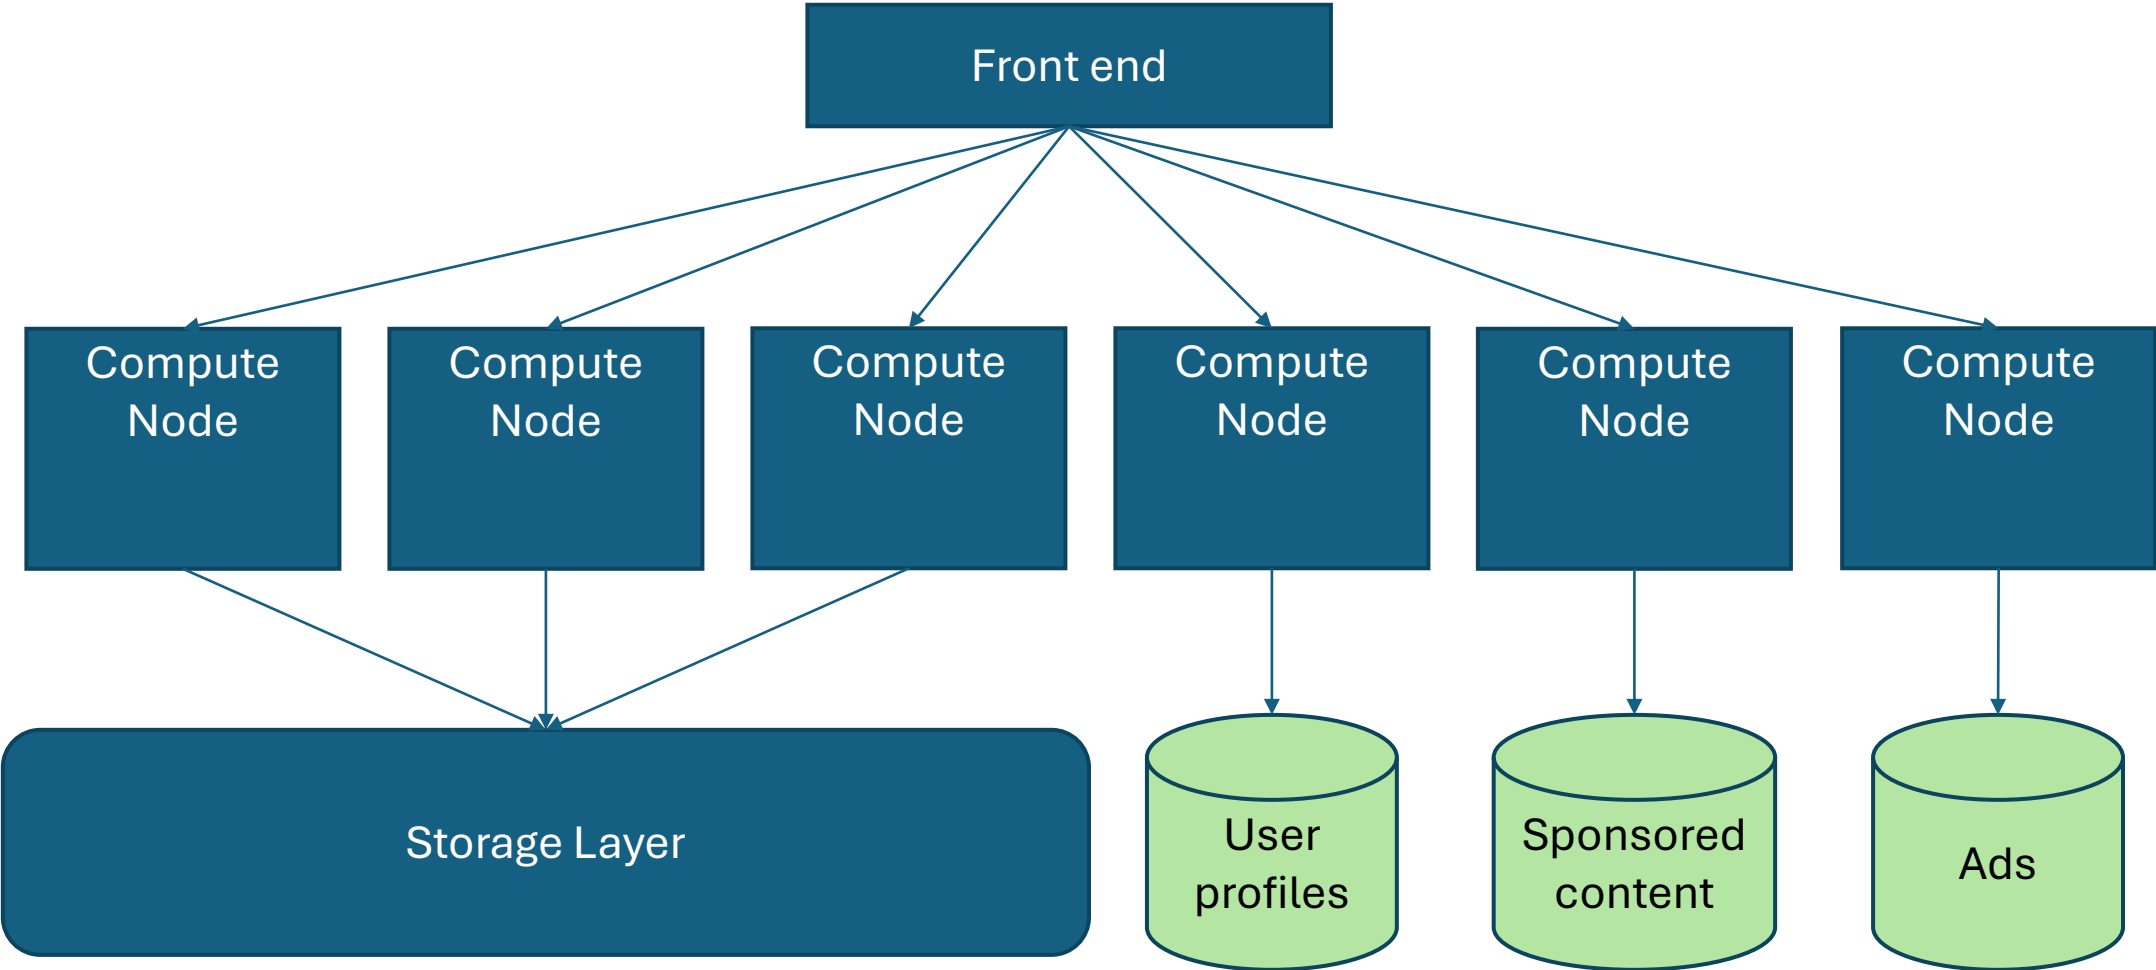 Front end
Compute
Node
Compute
Node
Compute
Node
Compute
Node
Compute
Node
Compute
Node
Storage Layer
User
profiles
Sponsored
content
Ads